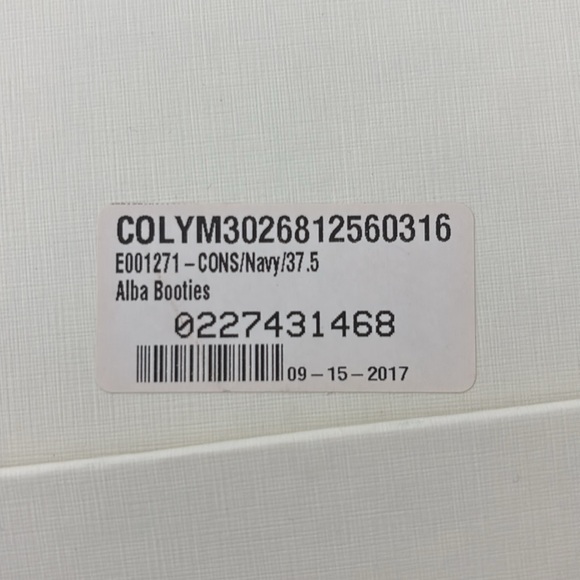 COLYM3026812560316
E001271-CONS/Navy/37.5
Alba Booties
0227431468
09-15-2017